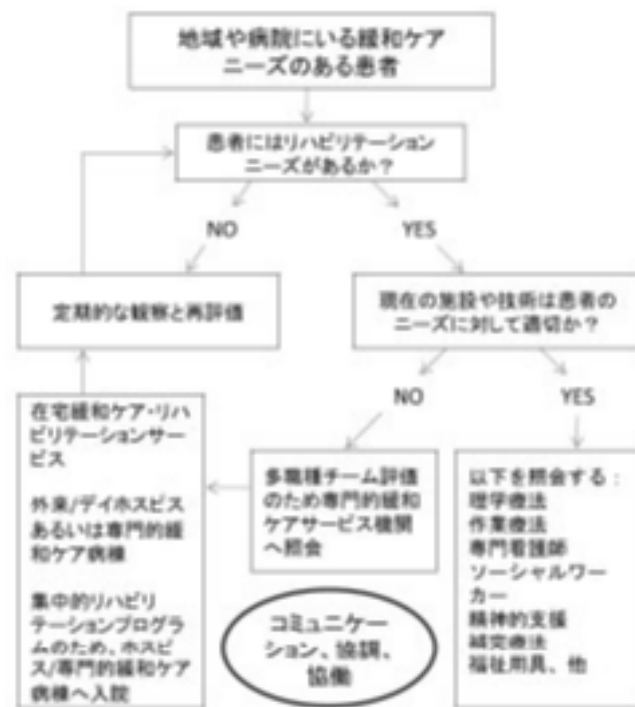 地域や病院にいる緩和ケア
ニーズのある患者
患者にはリハビリテーション
ニーズがあるか？
NO
YES
定期的な観察と再評価
現在の施設や技術は患者の
ニーズに対して適切か？
NO
YES
在宅緩和ケア・リハ
ビリテーションサー
ビス
外来/デイホスピス
あるいは専門的緩
和ケア病棟
集中的リハビリ
テーションプログラ
ムのため、ホスピ
ス/専門的緩和ケア
病棟へ入院
多職種チーム評価
のため専門的緩和
ケアサービス機関
へ照会
以下を照会する：
理学療法
作業療法
専門看護師
ソーシャルワー
カー
精神的支援
補完療法
福祉用具、他
コミュニケー
ション、協調、
協働